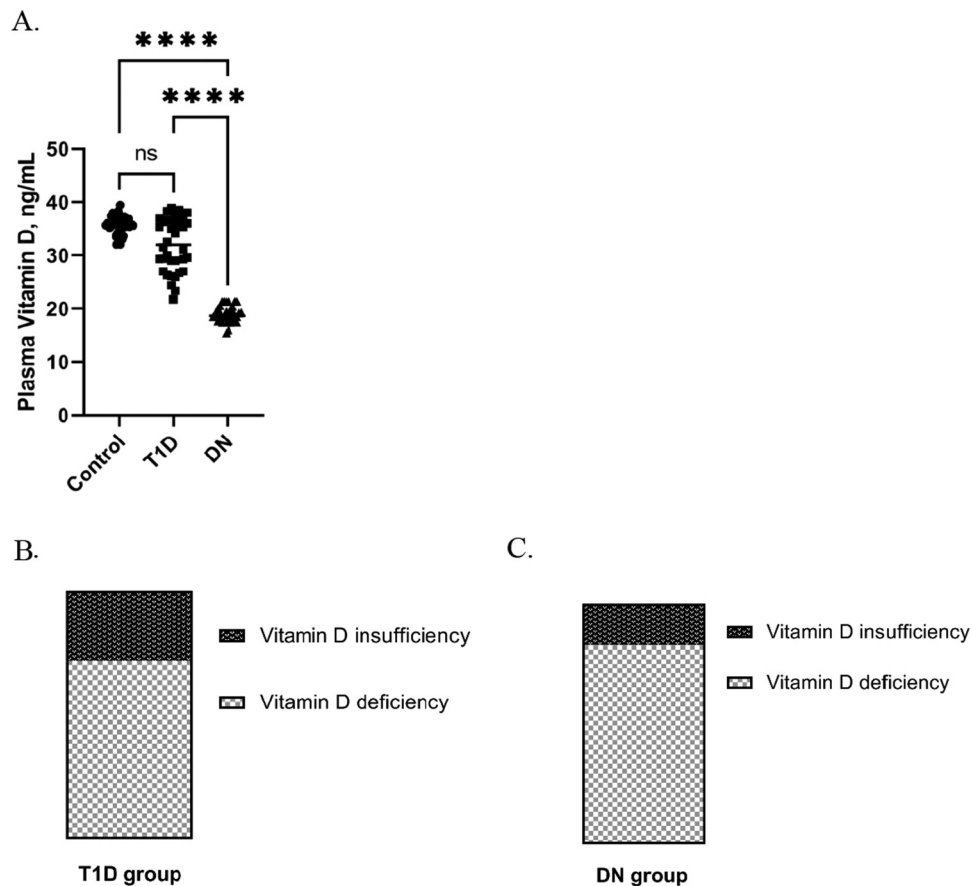 A.
****
****
ns
50
40
30
20
10
0
Plasma Vitamin D, ng/mL
Control
T1D
DN
B.
Vitamin D insufficiency
Vitamin D deficiency
T1D group
C.
Vitamin D insufficiency
Vitamin D deficiency
DN group